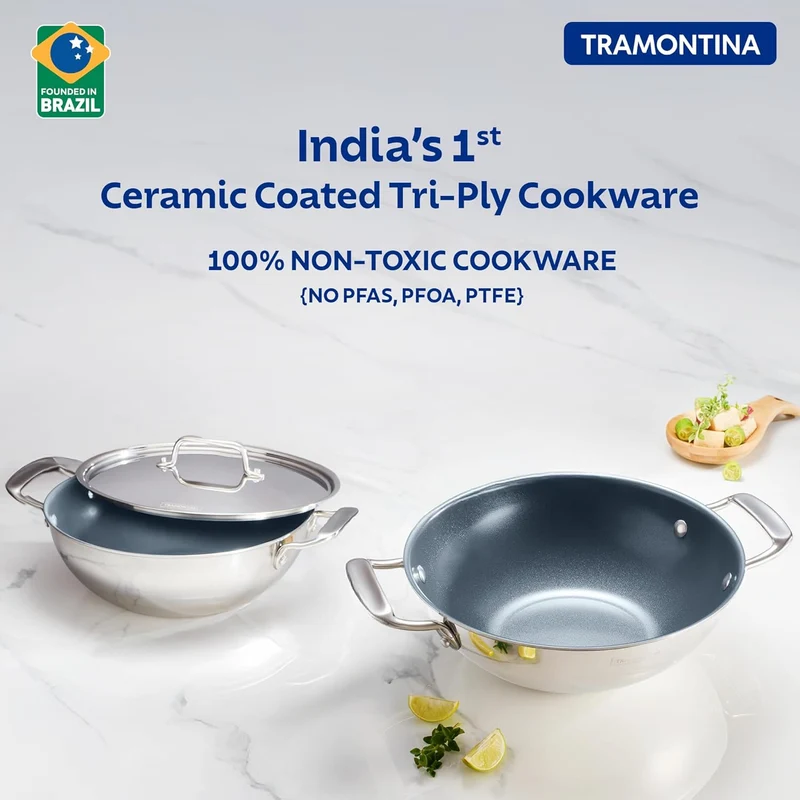 FOUNDED IN
BRAZIL
TRAMONTINA
India's 1st
Ceramic Coated Tri-Ply Cookware
100% NON-TOXIC COOKWARE
{NO PFAS, PFOA, PTFE}